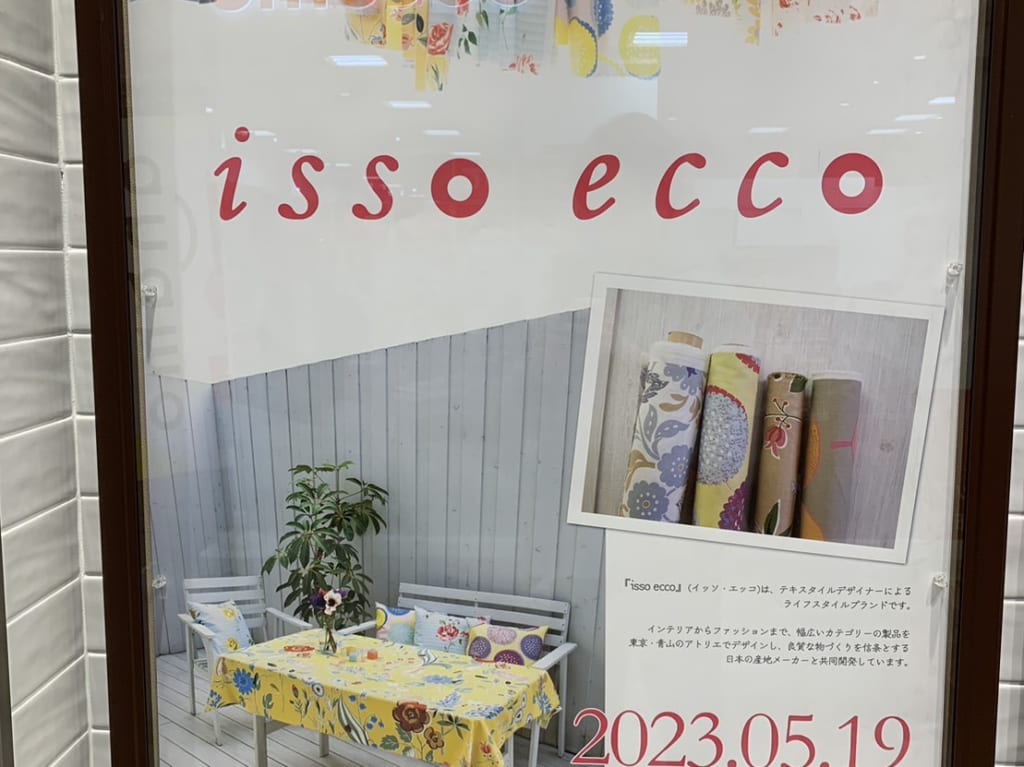 isso ecco
『isso ecco』（イッソ・エッコ）は、テキスタイルデザイナーによる
ライフスタイルブランドです。
インテリアからファッションまで、幅広いカテゴリーの製品を
東京・青山のアトリエでデザインし、良質な物づくりを信条とする
日本の産地メーカーと共同開発しています。
2023.05.19